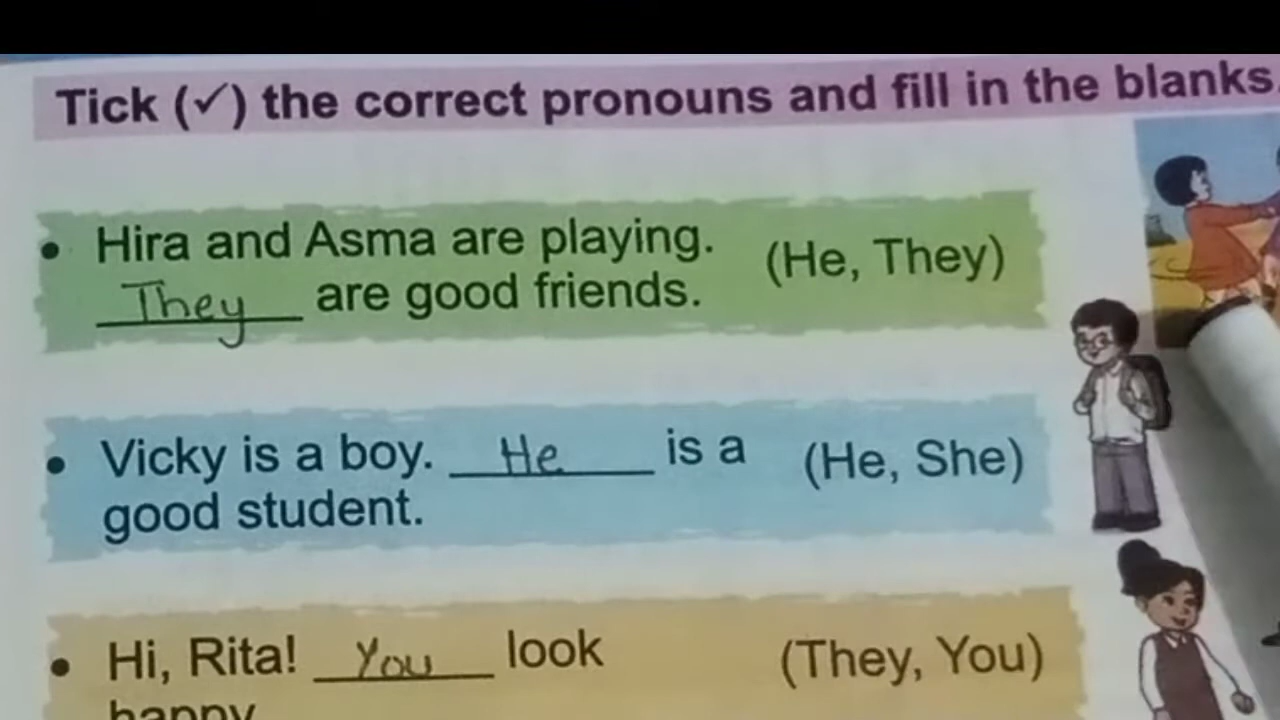 Tick (✓) the correct pronouns and fill in the blanks.
• Hira and Asma are playing. (He, They)
They are good friends.
• Vicky is a boy. He is a (He, She)
good student.
• Hi, Rita! You look (They, You)
happy